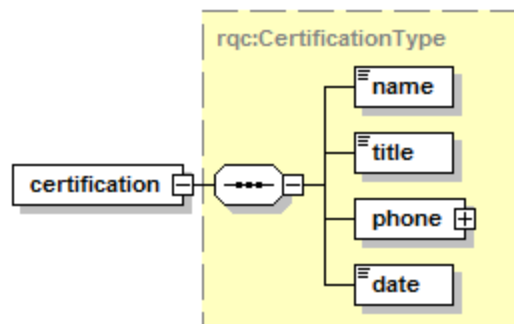 rqc:CertificationType
name
title
certification
phone
date